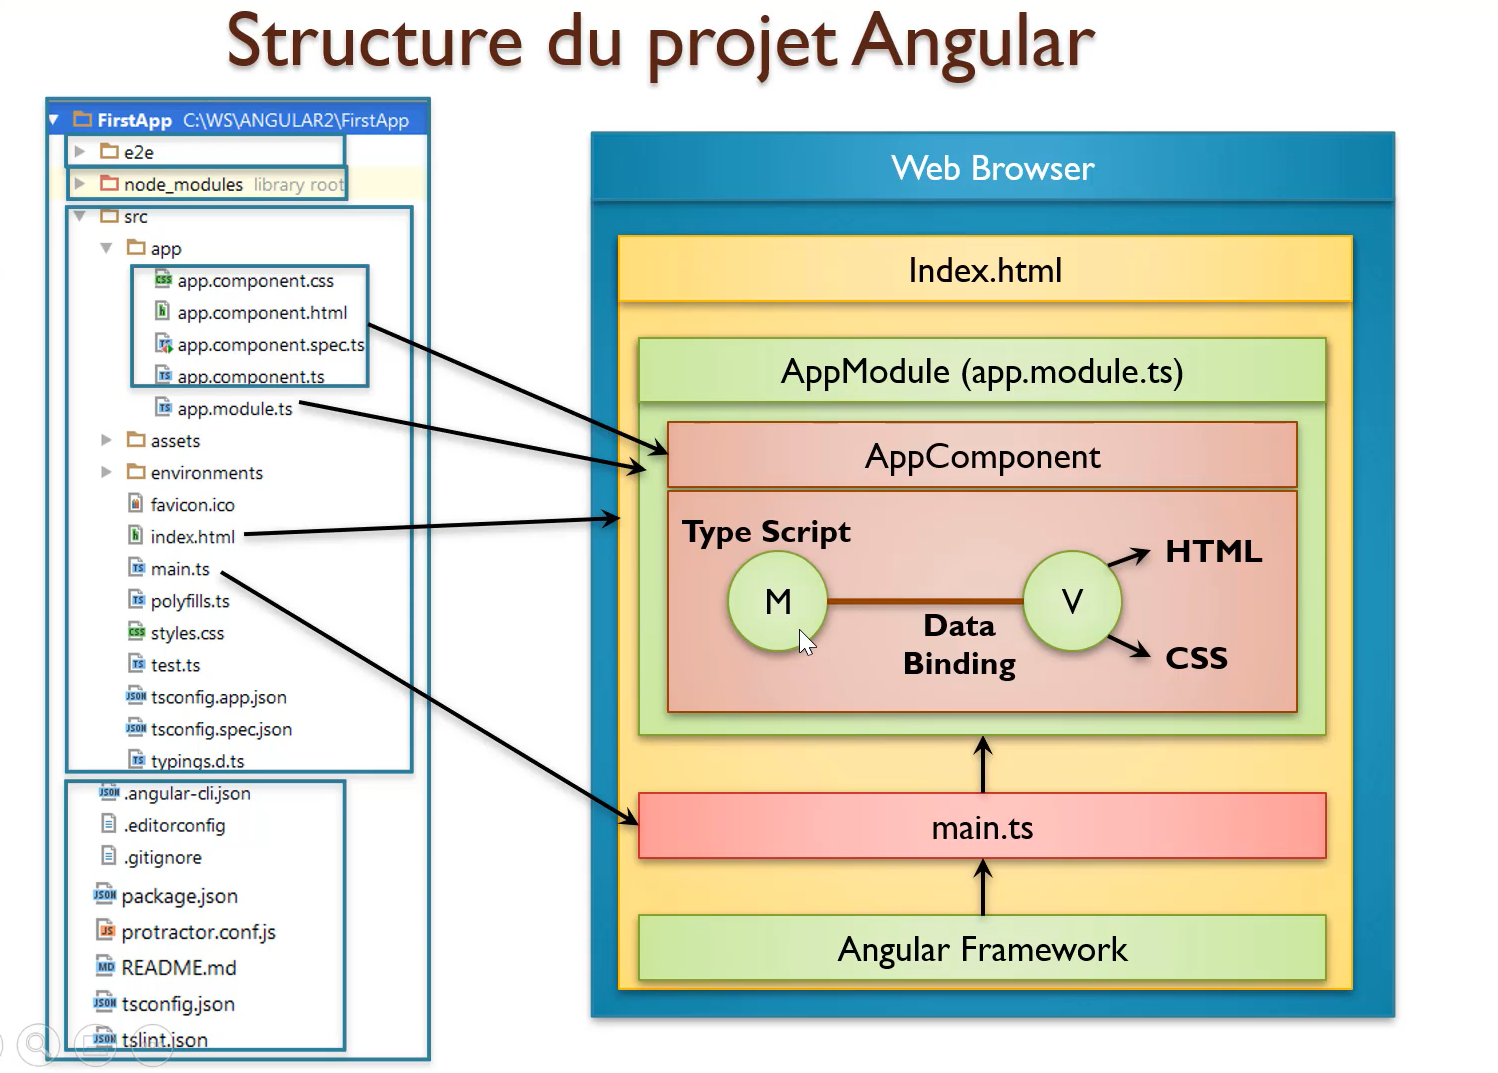 Structure du projet Angular
FirstApp C:\WS\ANGULAR2\FirstApp
e2e
node_modules library root
src
app
app.component.css
app.component.html
app.component.spec.ts
app.component.ts
app.module.ts
assets
environments
favicon.ico
index.html
main.ts
polyfills.ts
styles.css
test.ts
tsconfig.app.json
tsconfig.spec.json
typings.d.ts
.angular-cli.json
.editorconfig
.gitignore
package.json
protractor.conf.js
README.md
tsconfig.json
tslint.json
Web Browser
Index.html
AppModule (app.module.ts)
AppComponent
Type Script
M
V
HTML
Data
Binding
CSS
main.ts
Angular Framework